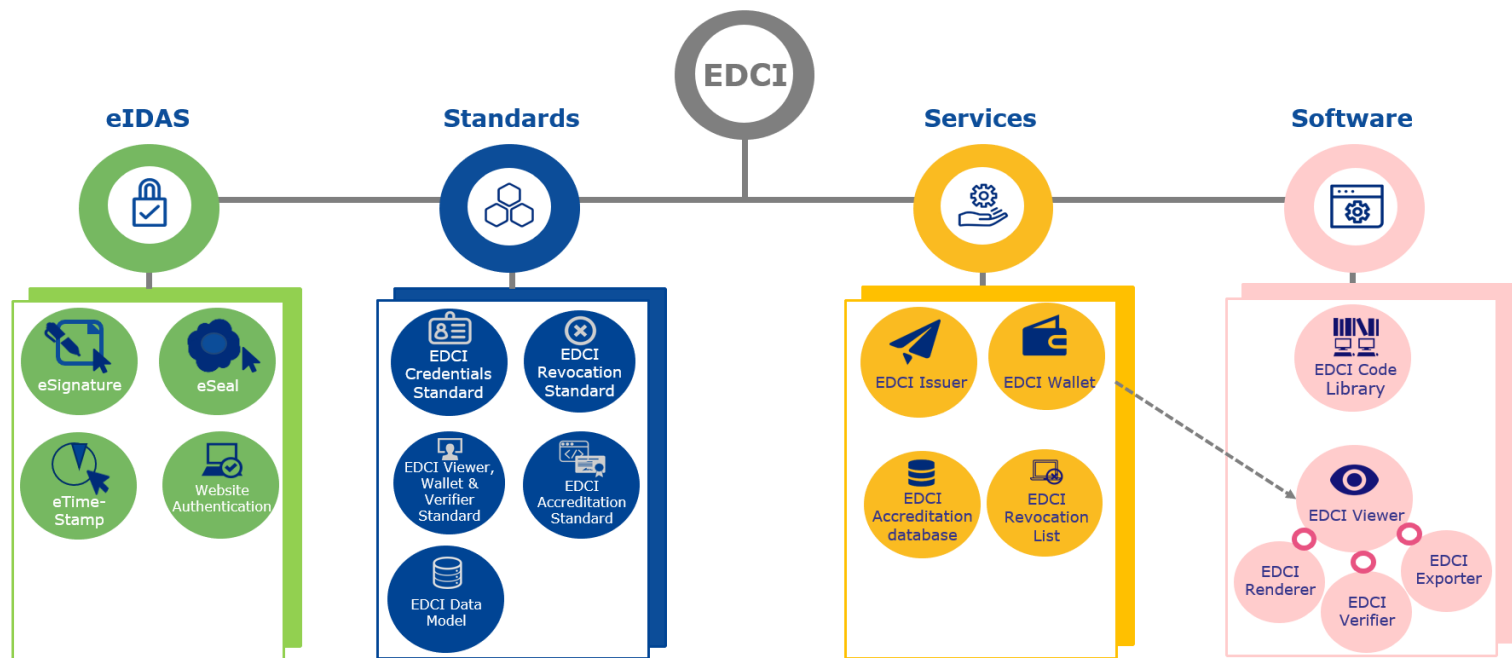 EDCI
eIDAS
Standards
Services
Software
eSignature
eSeal
eTime-
Stamp
Website
Authentication
EDCI
Credentials
Standard
EDCI
Revocation
Standard
EDCI Viewer,
Wallet &
Verifier
Standard
EDCI
Accreditation
Standard
EDCI Data
Model
EDCI Issuer
EDCI Wallet
EDCI
Accreditation
database
EDCI
Revocation
List
EDCI Code
Library
EDCI Viewer
EDCI
Renderer
EDCI
Verifier
EDCI
Exporter